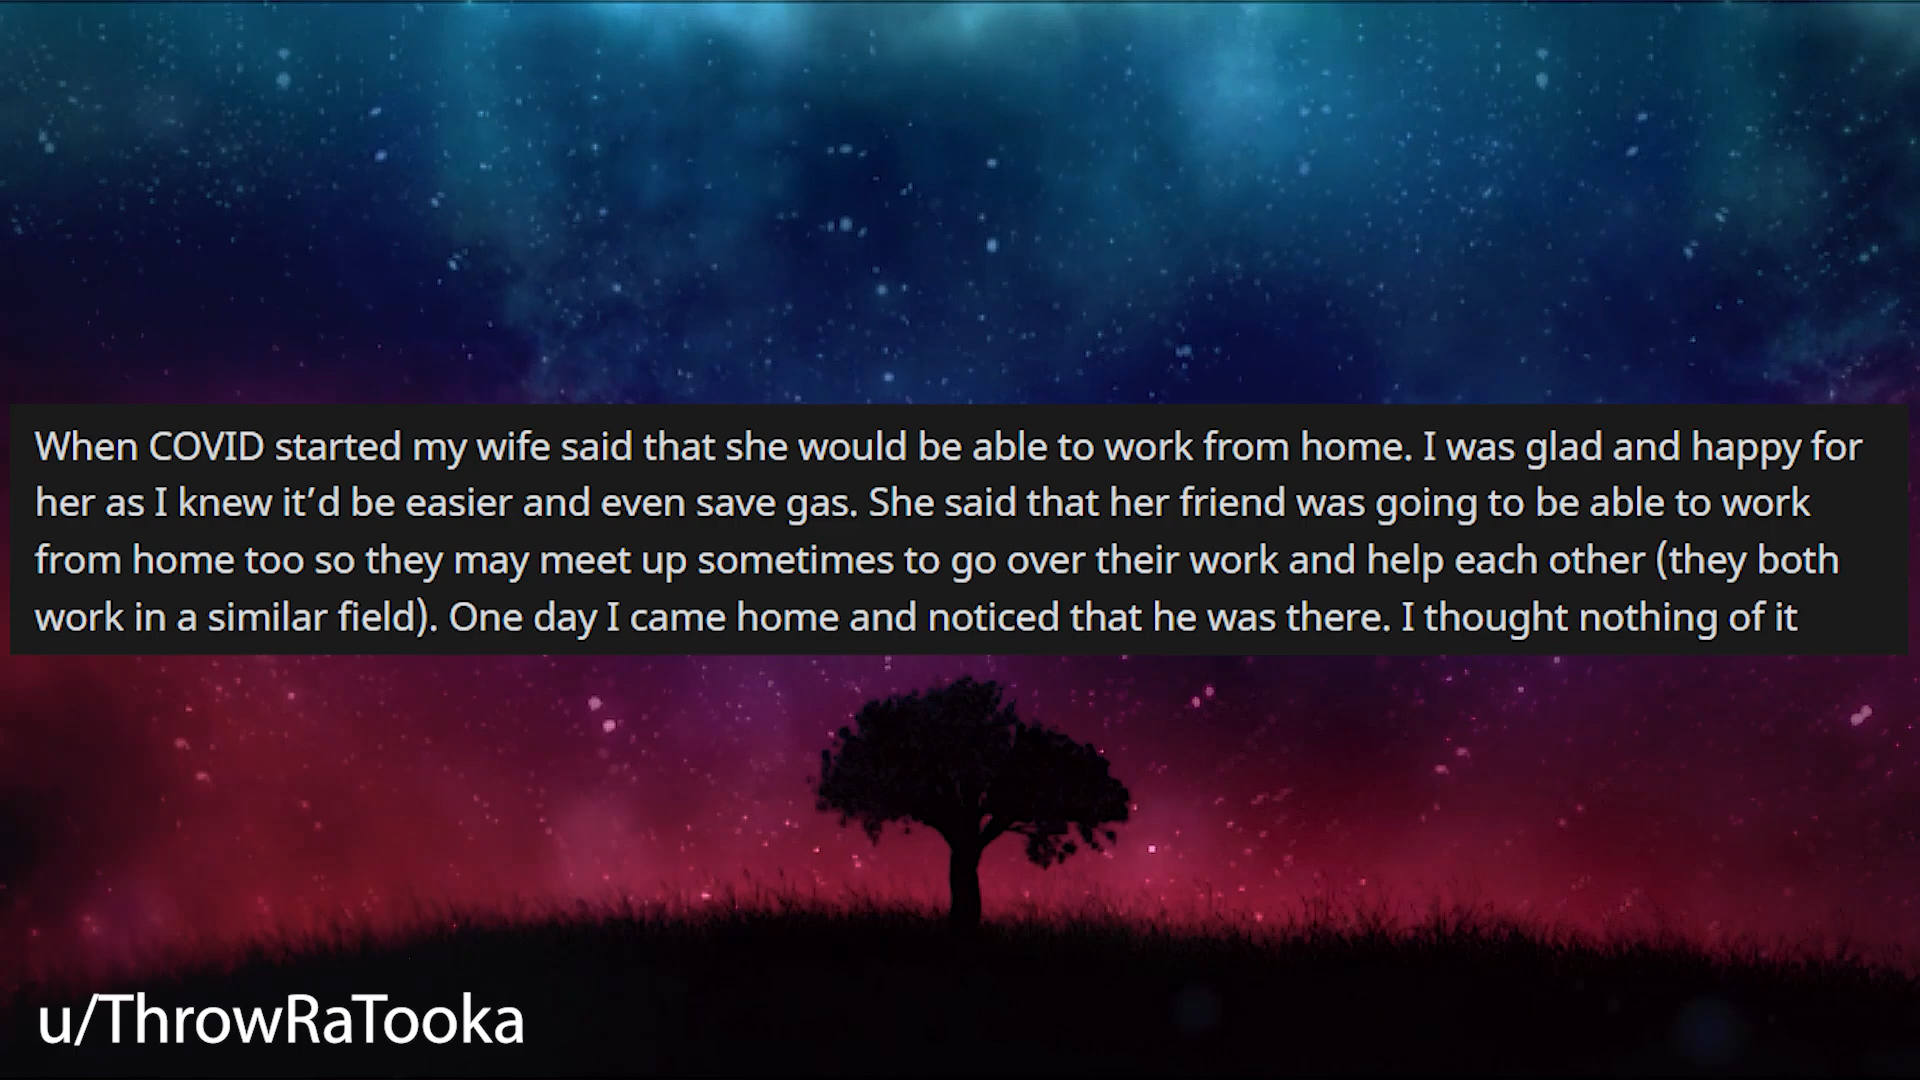 When COVID started my wife said that she would be able to work from home. I was glad and happy for
her as I knew it’d be easier and even save gas. She said that her friend was going to be able to work
from home too so they may meet up sometimes to go over their work and help each other (they both
work in a similar field). One day I came home and noticed that he was there. I thought nothing of it
u/ThrowRaTooka